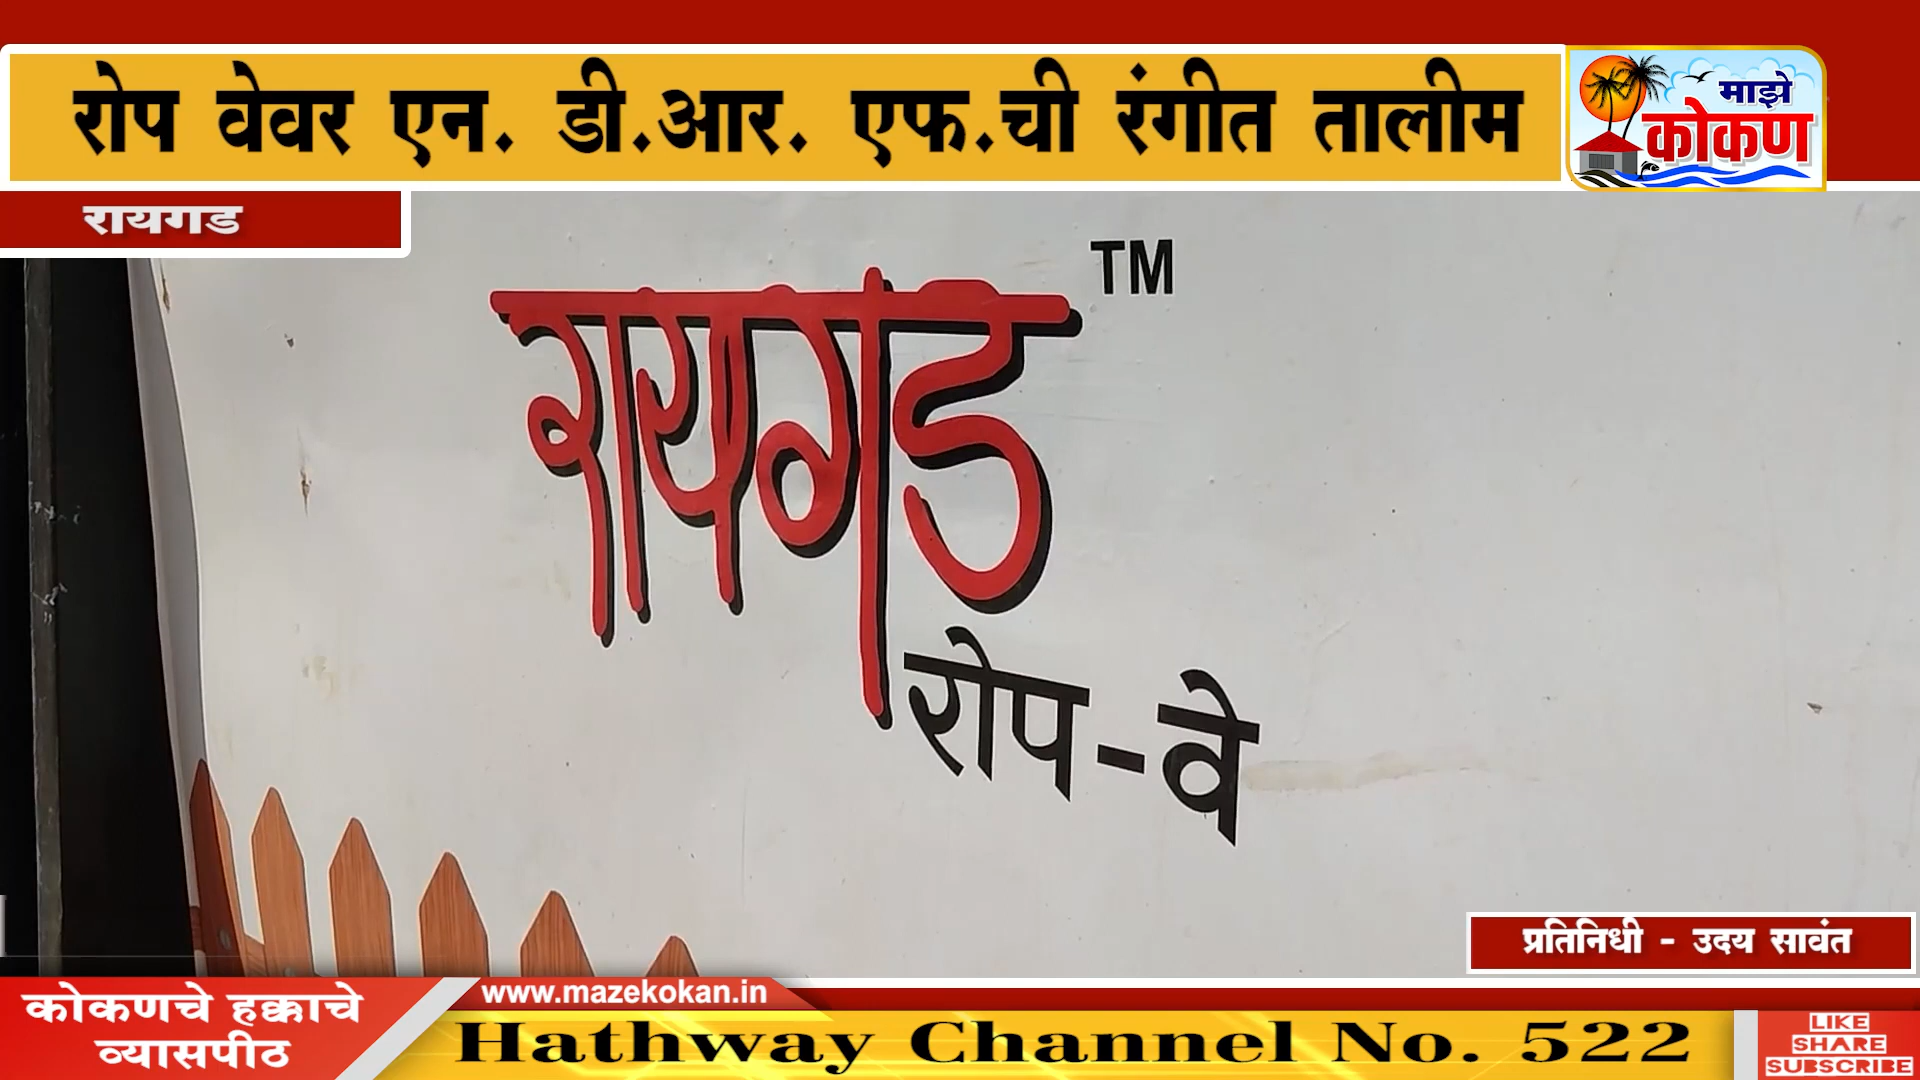 रोप वेवर एन. डी.आर. एफ.ची रंगीत तालीम
माझे
कोकण
रायगड
रायगड TM
रोप-वे
प्रतिनिधी - उदय सावंत
कोकणचे हक्काचे
व्यासपीठ
www.mazekokan.in
Hathway Channel No. 522
LIKE
SHARE
SUBSCRIBE